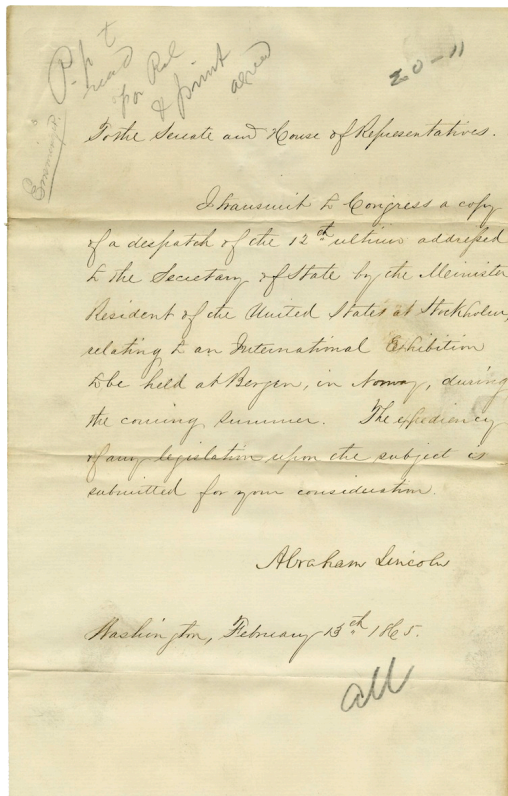 20-11
read
for Rel
& print
To the Senate and House of Representatives.
I transmit to Congress a copy
of a despatch of the 12th ultimo addressed
to the Secretary of State by the Minister
Resident of the United States at Stockholm,
relating to an International Exhibition
to be held at Bergen, in Norway, during
the coming summer. The expediency
of any legislation upon the subject is
submitted for your consideration.
Abraham Lincoln
Washington, February 13th 1865.
all